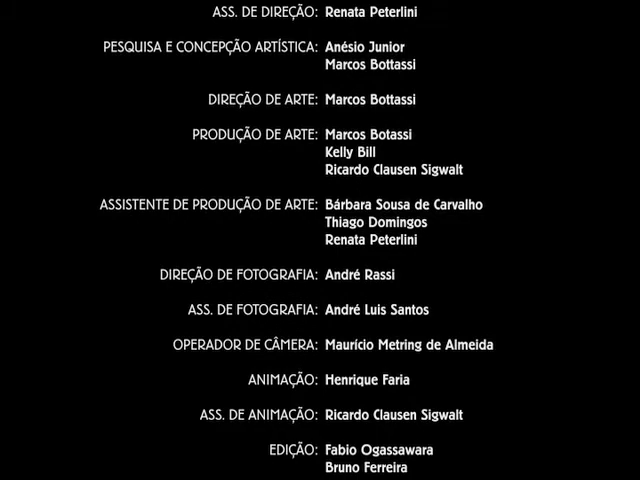 ASS. DE DIREÇÃO: Renata Peterlini
PESQUISA E CONCEPÇÃO ARTÍSTICA: Anésio Junior
Marcos Bottassi
DIREÇÃO DE ARTE: Marcos Bottassi
PRODUÇÃO DE ARTE: Marcos Botassi
Kelly Bill
Ricardo Clausen Sigwalt
ASSISTENTE DE PRODUÇÃO DE ARTE: Bárbara Sousa de Carvalho
Thiago Domingos
Renata Peterlini
DIREÇÃO DE FOTOGRAFIA: André Rassi
ASS. DE FOTOGRAFIA: André Luis Santos
OPERADOR DE CÂMERA: Maurício Metring de Almeida
ANIMAÇÃO: Henrique Faria
ASS. DE ANIMAÇÃO: Ricardo Clausen Sigwalt
EDIÇÃO: Fabio Ogassawara
Bruno Ferreira